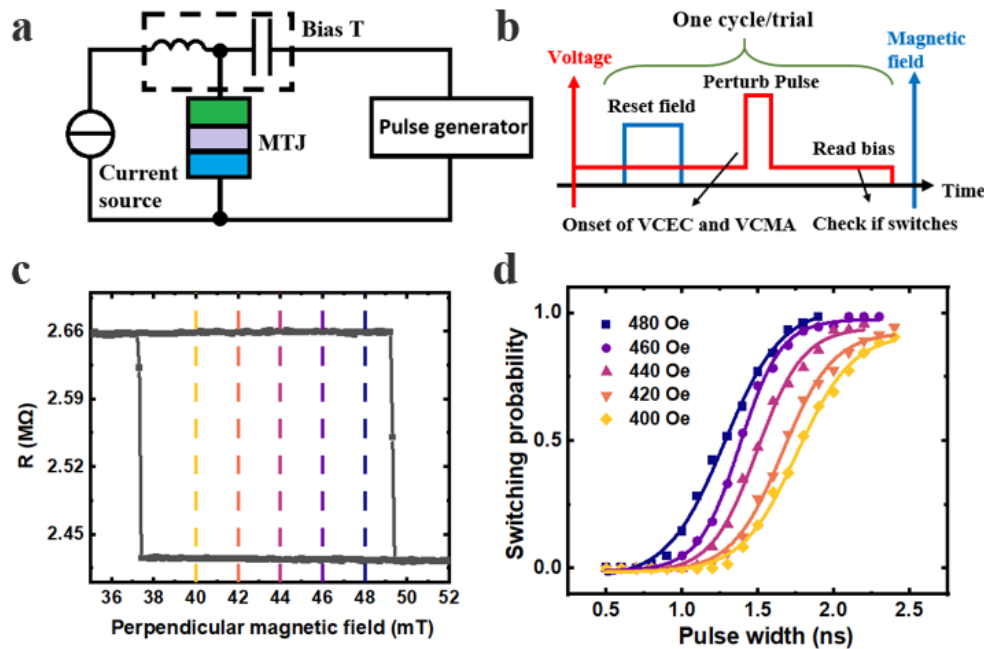 a
Bias T
MTJ
Current
source
Pulse generator
b
One cycle/trial
Voltage
Magnetic
field
Perturb Pulse
Reset field
Read bias
Time
Onset of VCEC and VCMA
Check if switches
c
R (MΩ)
2.66
2.59
2.52
2.45
36 38 40 42 44 46 48 50 52
Perpendicular magnetic field (mT)
d
Switching probability
1.0
0.5
0.0
480 Oe
460 Oe
440 Oe
420 Oe
400 Oe
0.5 1.0 1.5 2.0 2.5
Pulse width (ns)